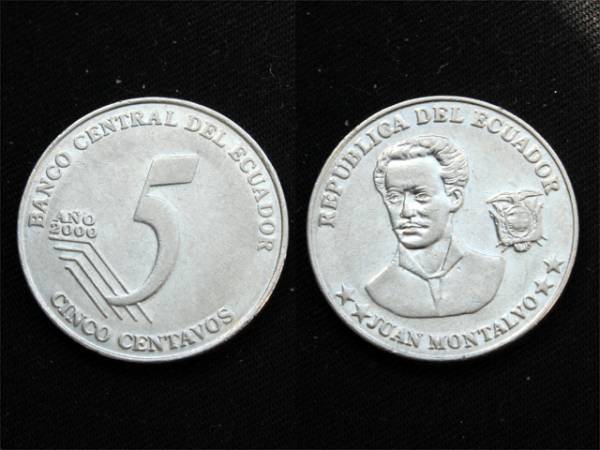 BANCO CENTRAL DEL ECUADOR
AÑO
2000
5
CINCO CENTAVOS
REPUBLICA DEL ECUADOR
JUAN MONTALVO